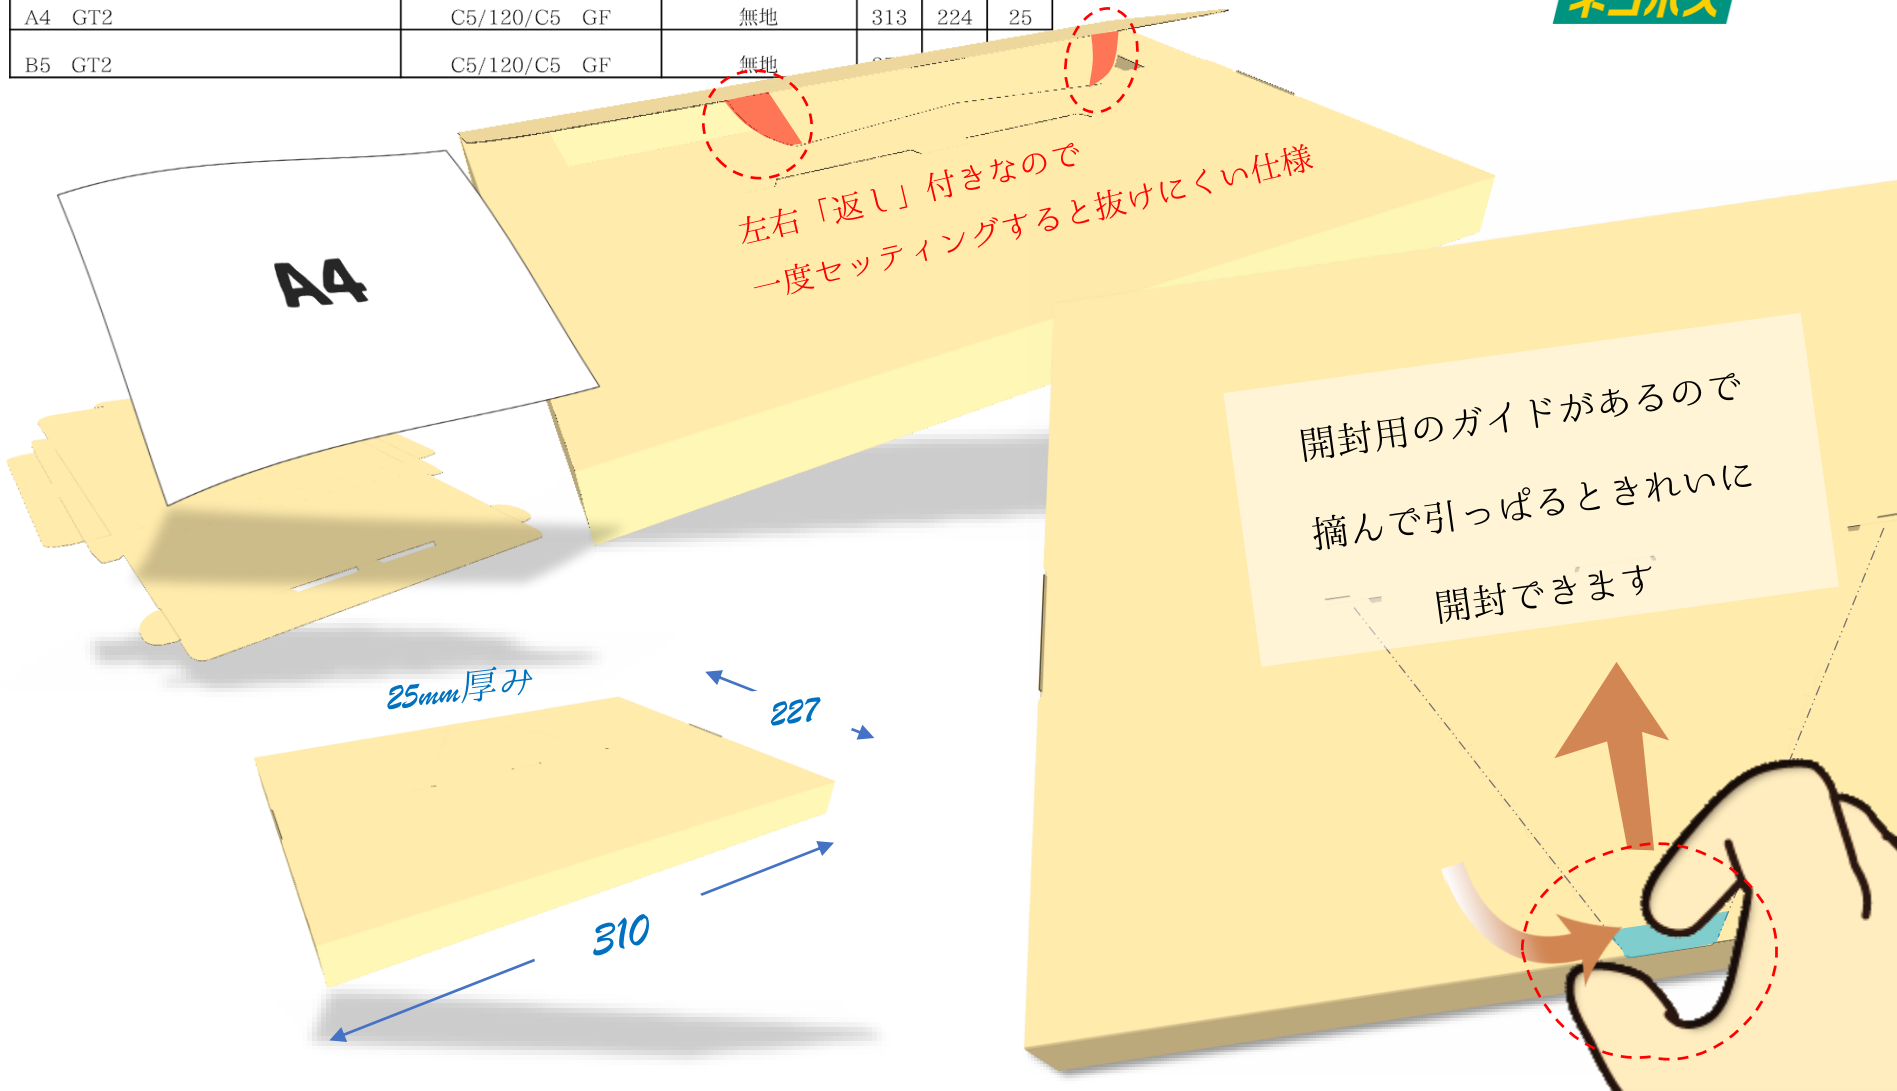 A4 GT2 C5/120/C5 GF 無地 313 224 25
B5 GT2 C5/120/C5 GF 無地
ネコポス
左右「返し」付きなので
一度セッティングすると抜けにくい仕様
A4
開封用のガイドがあるので
摘んで引っぱるときれいに
開封できます
25mm厚み
227
310